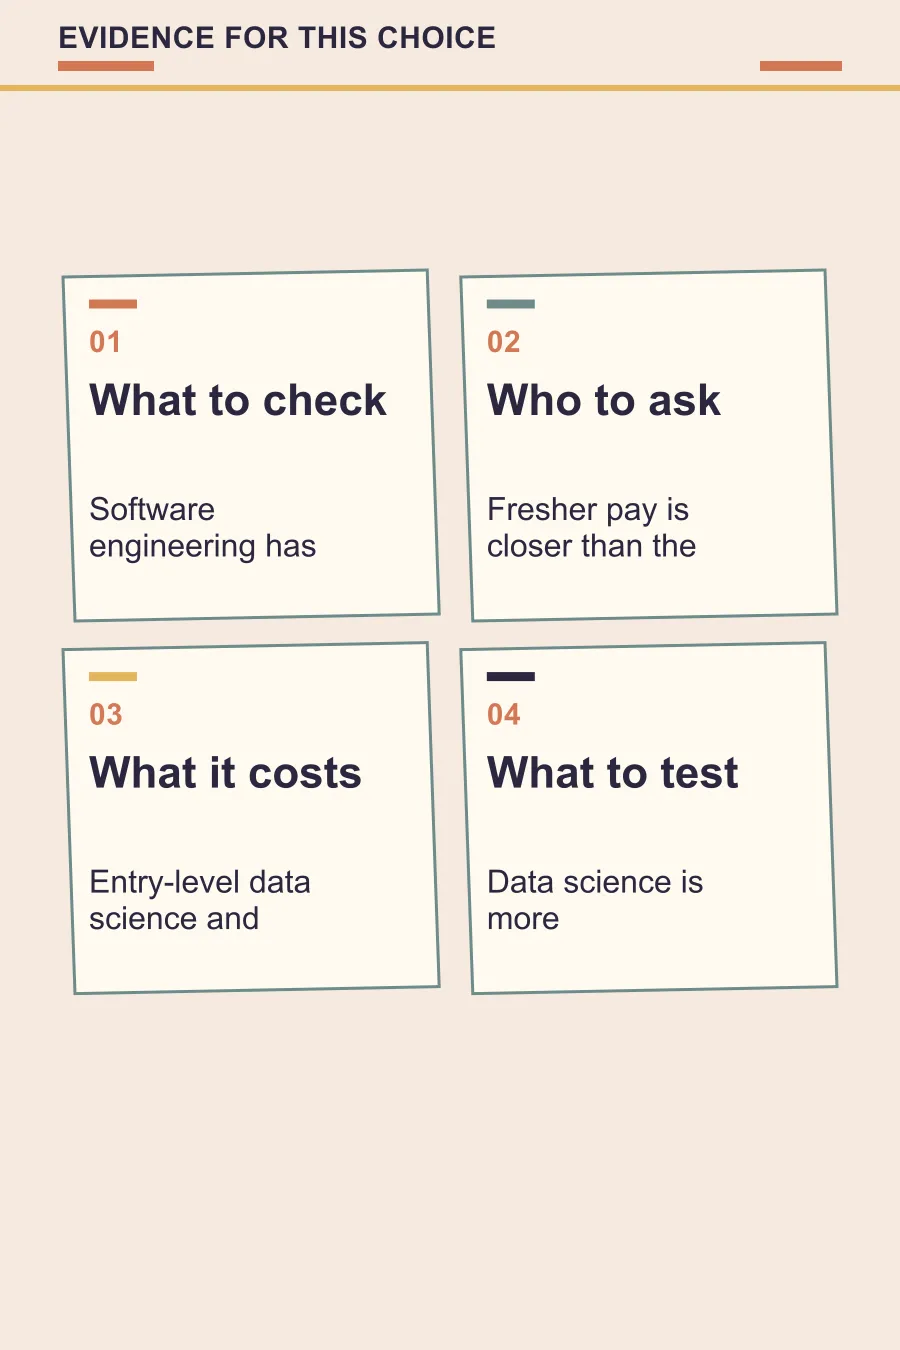 EVIDENCE FOR THIS CHOICE
01
What to check
Software
engineering has
02
Who to ask
Fresher pay is
closer than the
03
What it costs
Entry-level data
science and
04
What to test
Data science is
more